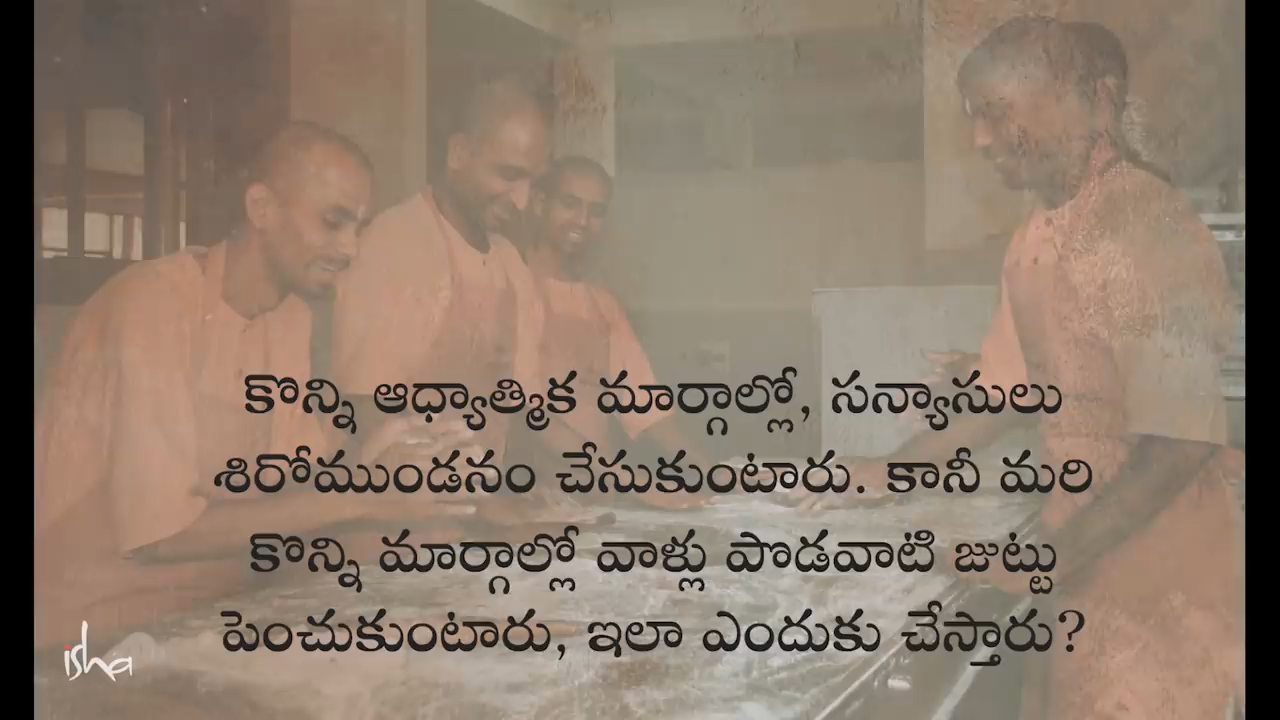 కొన్ని ఆధ్యాత్మిక మార్గాల్లో, సన్యాసులు
శిరోముండనం చేసుకుంటారు. కానీ మరి
కొన్ని మార్గాల్లో వాళ్లు పొడవాటి జుట్టు
పెంచుకుంటారు, ఇలా ఎందుకు చేస్తారు?
isha